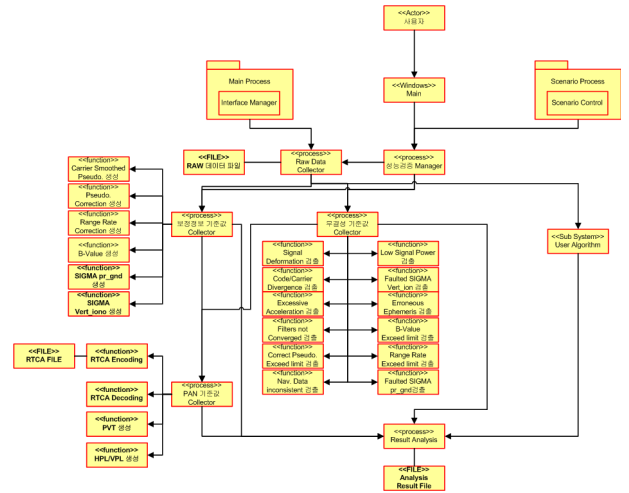 <<Actor>>
사용자
Main Process
Interface Manager
<<Windows>>
Main
Scenario Process
Scenario Control
<<FILE>>
RAW 데이터 파일
<<process>>
Raw Data
Collector
<<process>>
성능검증 Manager
<<function>>
Carrier Smoothed
Pseudo. 생성
<<function>>
Pseudo.
Correction 생성
<<function>>
Range Rate
Correction 생성
<<function>>
B-Value 생성
<<function>>
SIGMA pr_gnd
생성
<<function>>
SIGMA
Vert_iono 생성
<<process>>
보정정보 기준값
Collector
<<process>>
무결성 기준값
Collector
<<Sub System>>
User Algorithm
<<function>>
Signal
Deformation 검출
<<function>>
Low Signal Power
검출
<<function>>
Code/Carrier
Divergence 검출
<<function>>
Faulted SIGMA
Vert_ion 검출
<<function>>
Excessive
Acceleration 검출
<<function>>
Erroneous
Ephemeris 검출
<<function>>
Filters not
Converged 검출
<<function>>
B-Value
Exceed limit 검출
<<function>>
Correct Pseudo.
Exceed limit 검출
<<function>>
Range Rate
Exceed limit 검출
<<function>>
Nav. Data
inconsistent 검출
<<function>>
Faulted SIGMA
pr_gnd검출
<<FILE>>
RTCA FILE
<<function>>
RTCA Encoding
<<function>>
RTCA Decoding
<<function>>
PVT 생성
<<function>>
HPL/VPL 생성
<<process>>
PAN 기준값
Collector
<<process>>
Result Analysis
<<FILE>>
Analysis
Result File